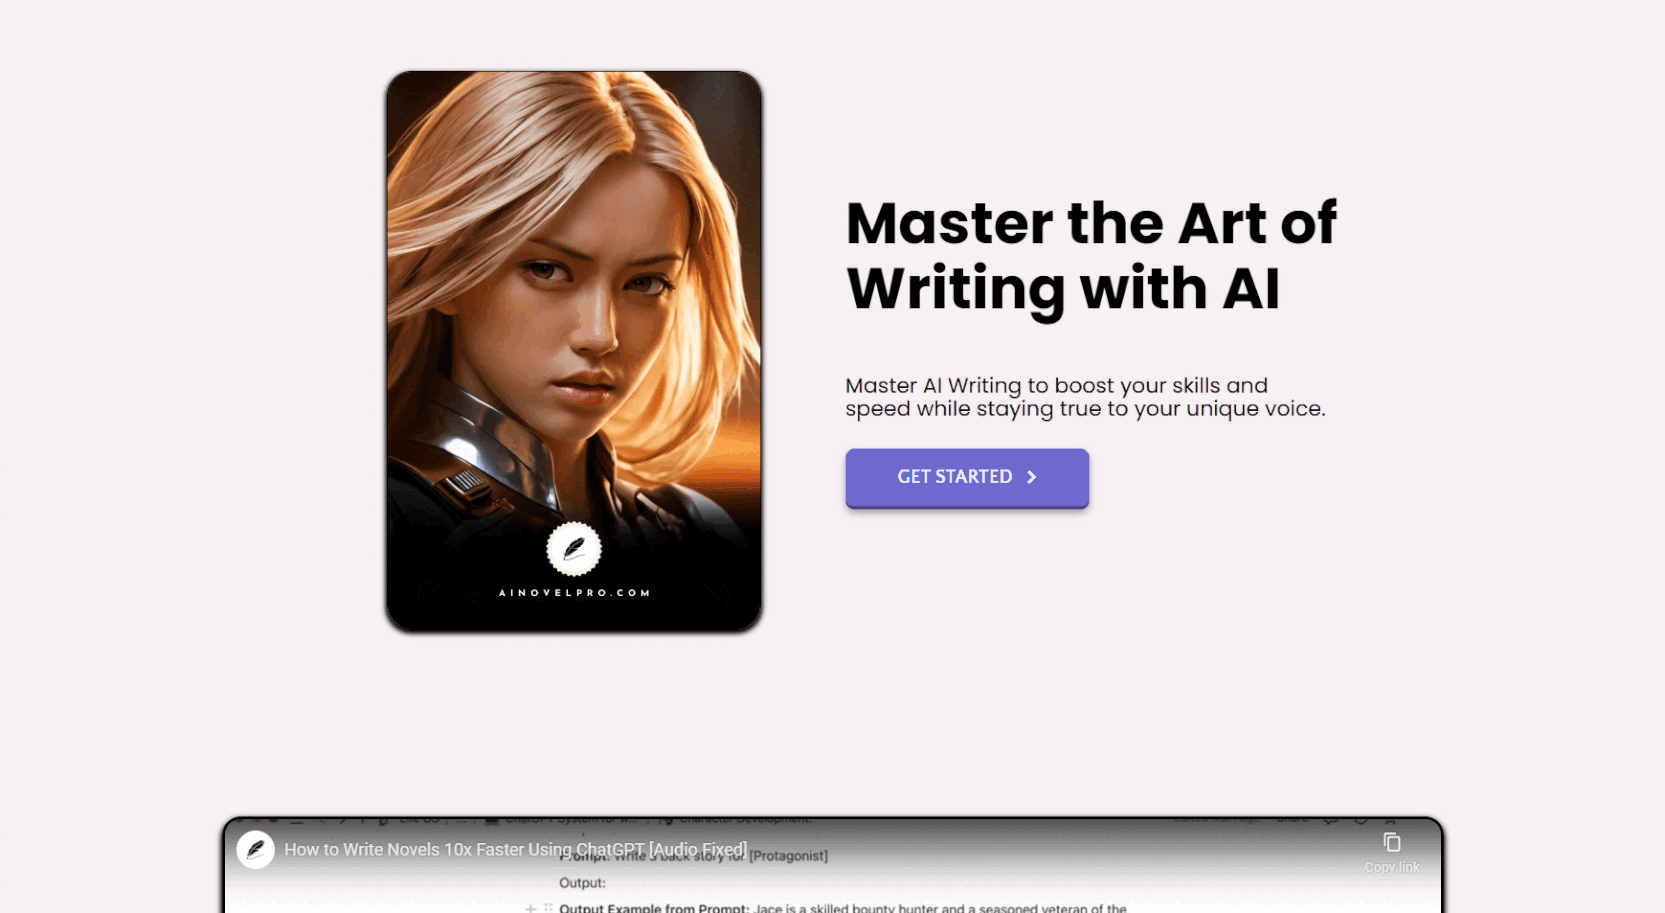 Master the Art of
Writing with AI
Master AI Writing to boost your skills and
speed while staying true to your unique voice.
GET STARTED
AINOVELPRO.COM
How to Write Novels 10x Faster Using ChatGPT [Audio Fixed]
Copy link
Prompt: Write a back story for [Protagonist]
Output:
Output Example from Prompt: Jace is a skilled bounty hunter and a seasoned veteran of the